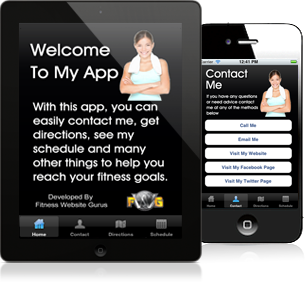 Welcome
To My App
With this app, you can
easily contact me, get
directions, see my
schedule and many
other things to help you
reach your fitness goals.
Developed By
Fitness Website Gurus
FWG
Home
Contact
Directions
Schedule
12:41 PM
Contact
Me
If you have any questions
or need advice contact
me at any of the methods
below
Call Me
Email Me
Visit My Website
Visit My Facebook Page
Visit My Twitter Page
Home
Contact
Directions
Schedule